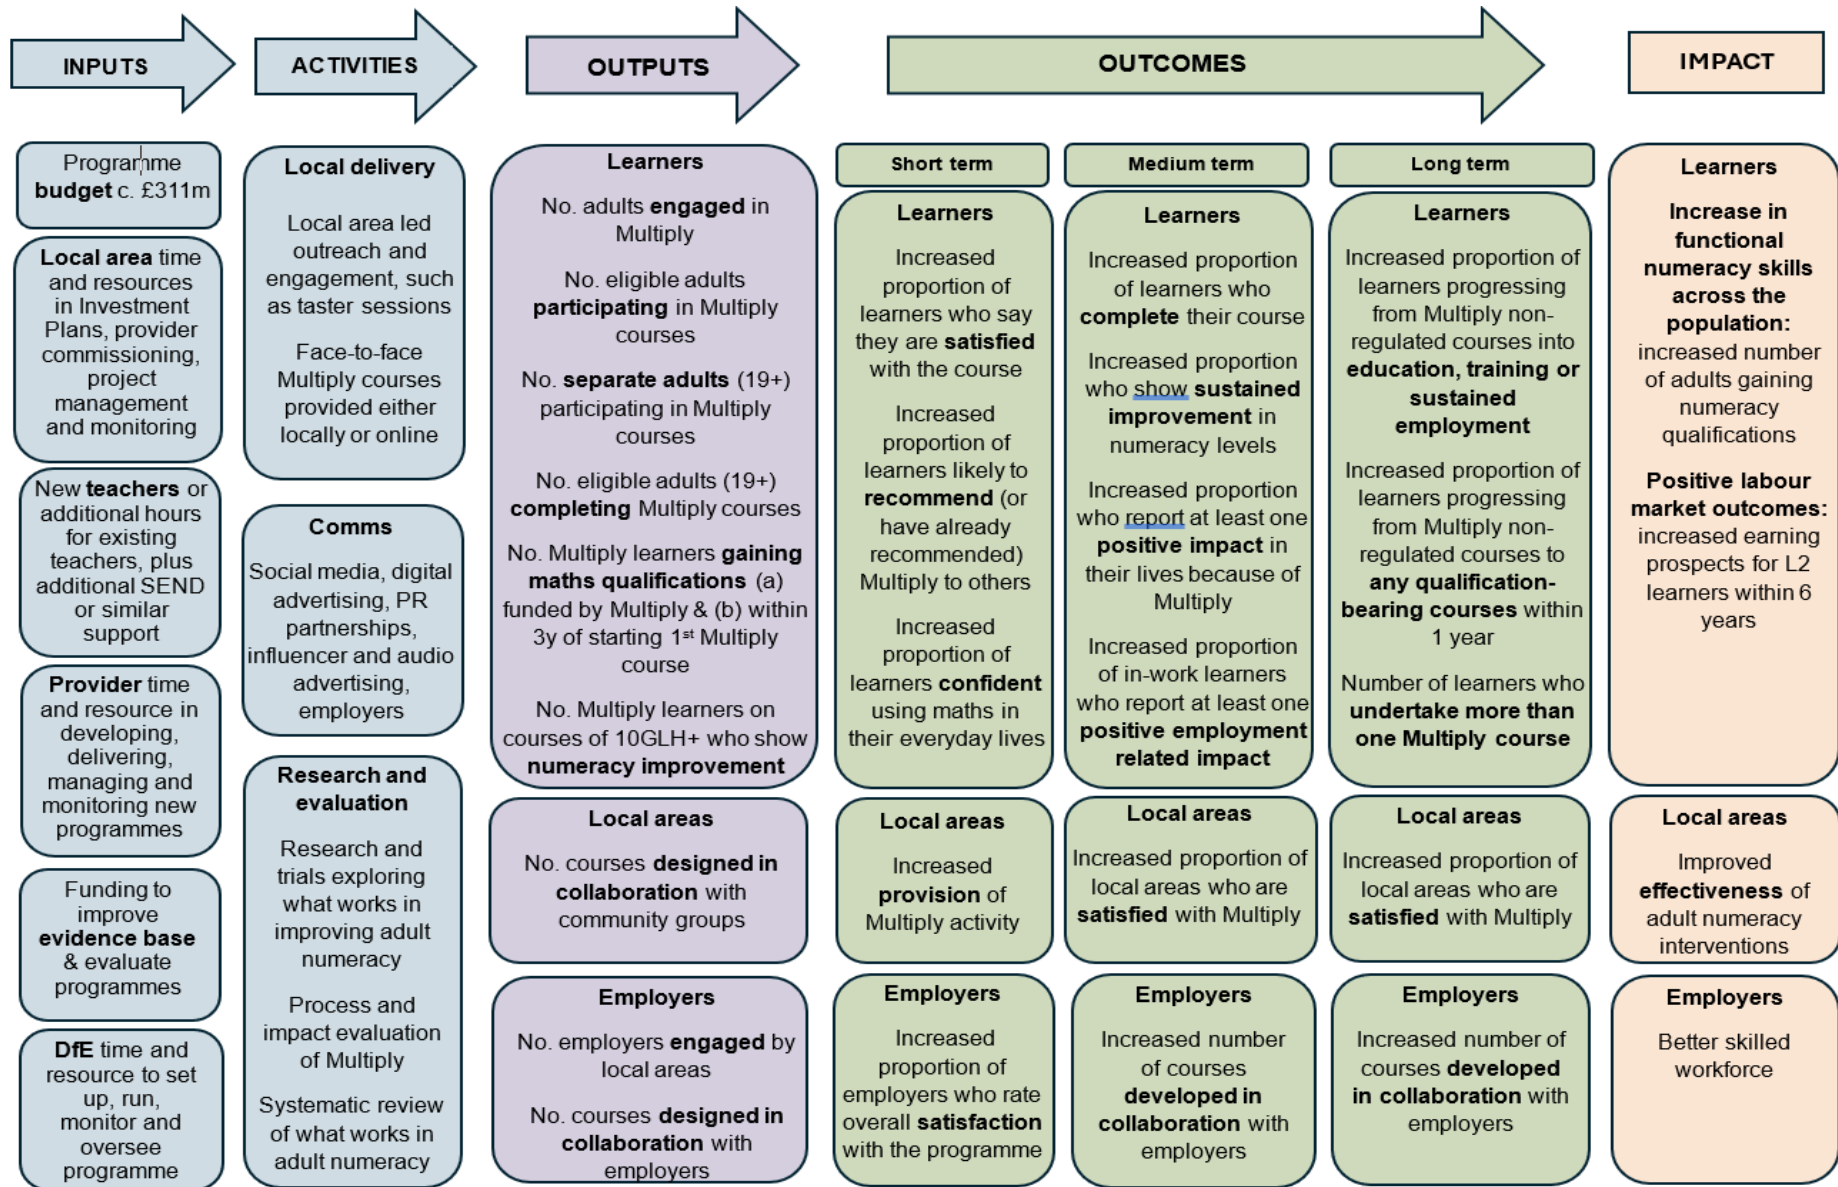 INPUTS
ACTIVITIES
OUTPUTS
OUTCOMES
IMPACT
Programme
budget c. £311m
Local area time
and resources
in Investment
Plans, provider
commissioning,
project
management
and monitoring
New teachers or
additional hours
for existing
teachers, plus
additional SEND
or similar
support
Provider time
and resource in
developing,
delivering,
managing and
monitoring new
programmes
Funding to
improve
evidence base
& evaluate
programmes
DfE time and
resource to set
up, run,
monitor and
oversee
programme
Local delivery
Local area led
outreach and
engagement, such
as taster sessions
Face-to-face
Multiply courses
provided either
locally or online
Comms
Social media, digital
advertising, PR
partnerships,
influencer and audio
advertising,
employers
Research and
evaluation
Research and
trials exploring
what works in
improving adult
numeracy
Process and
impact evaluation
of Multiply
Systematic review
of what works in
adult numeracy
Learners
No. adults engaged in
Multiply
No. eligible adults
participating in Multiply
courses
No. separate adults (19+)
participating in Multiply
courses
No. eligible adults (19+)
completing Multiply courses
No. Multiply learners gaining
maths qualifications (a)
funded by Multiply & (b) within
3y of starting 1st Multiply
course
No. Multiply learners on
courses of 10GLH+ who show
numeracy improvement
Local areas
No. courses designed in
collaboration with
community groups
Employers
No. employers engaged by
local areas
No. courses designed in
collaboration with
employers
Short term
Learners
Increased
proportion of
learners who say
they are satisfied
with the course
Increased
proportion of
learners likely to
recommend (or
have already
recommended)
Multiply to others
Increased
proportion of
learners confident
using maths in
their everyday lives
Local areas
Increased
provision of
Multiply activity
Employers
Increased
proportion of
employers who rate
overall satisfaction
with the programme
Medium term
Learners
Increased proportion
of learners who
complete their course
Increased proportion
who show sustained
improvement in
numeracy levels
Increased proportion
who report at least one
positive impact in
their lives because of
Multiply
Increased proportion
of in-work learners
who report at least one
positive employment
related impact
Local areas
Increased proportion of
local areas who are
satisfied with Multiply
Employers
Increased number
of courses
developed in
collaboration with
employers
Long term
Learners
Increased proportion of
learners progressing
from Multiply non-
regulated courses into
education, training or
sustained
employment
Increased proportion of
learners progressing
from Multiply non-
regulated courses to
any qualification-
bearing courses within
1 year
Number of learners who
undertake more than
one Multiply course
Local areas
Increased proportion of
local areas who are
satisfied with Multiply
Employers
Increased number of
courses developed
in collaboration with
employers
Learners
Increase in
functional
numeracy skills
across the
population:
increased number
of adults gaining
numeracy
qualifications
Positive labour
market outcomes:
increased earning
prospects for L2
learners within 6
years
Local areas
Improved
effectiveness of
adult numeracy
interventions
Employers
Better skilled
workforce